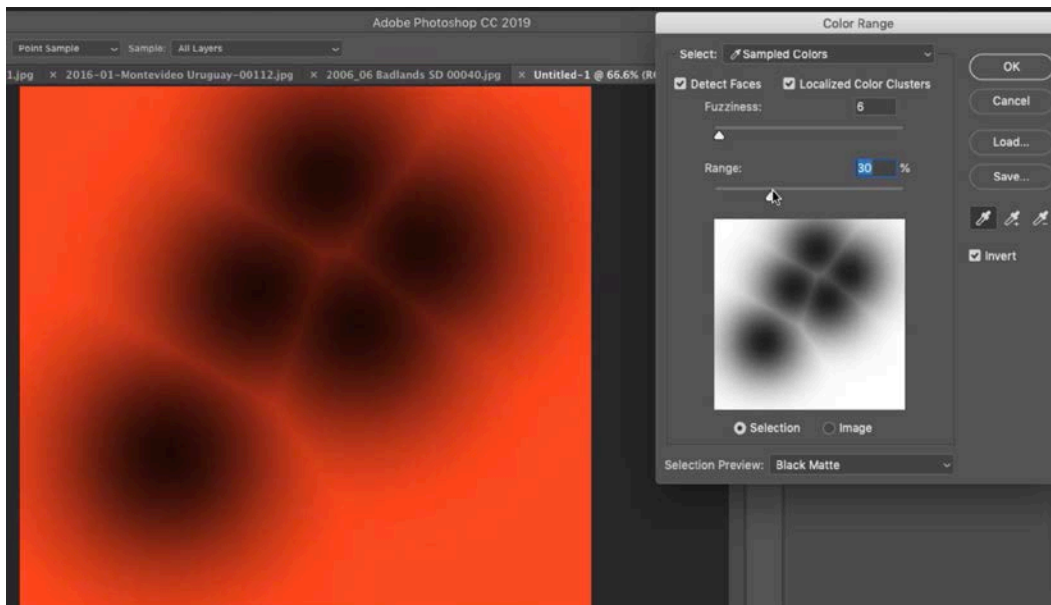 Adobe Photoshop CC 2019
Color Range
Point Sample Sample: All Layers
1.jpg × 2016-01-Montevideo Uruguay-00112.jpg × 2006_06 Badlands SD 00040.jpg × Untitled-1 @ 66.6% (R
Select: Sampled Colors
Detect Faces Localized Color Clusters
Fuzziness: 6
Range: 30 %
OK
Cancel
Load...
Save...
Invert
Selection Image
Selection Preview: Black Matte